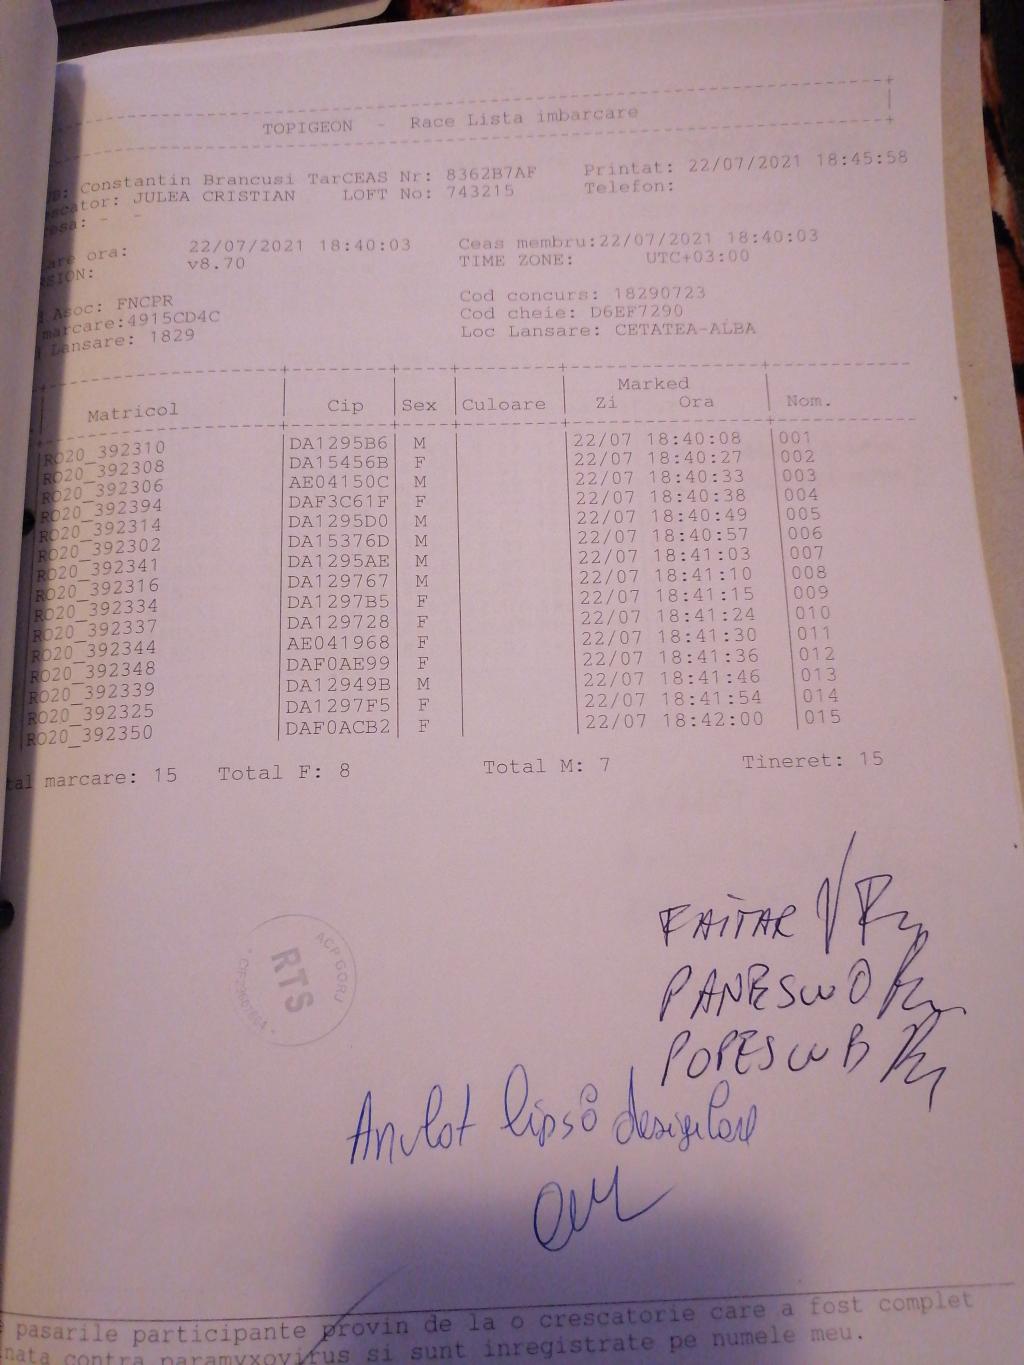 TOPIGEON - Race Lista imbarcare
Constantin Brancusi TarCEAS Nr: 8362B7AF Printat: 22/07/2021 18:45:58
JULEA CRISTIAN LOFT No: 743215 Telefon:
- -
ora: 22/07/2021 18:40:03 Ceas membru:22/07/2021 18:40:03
v8.70 TIME ZONE: UTC+03:00
Asoc: FNCPR Cod concurs: 18290723
marcare:4915CD4C Cod cheie: D6EF7290
Lansare: 1829 Loc Lansare: CETATEA-ALBA
Marked
Matricol Cip Sex Culoare Zi Ora Nom.
RO20_392310 DA1295B6 M 22/07 18:40:08 001
RO20_392308 DA15456B F 22/07 18:40:27 002
RO20_392306 AE04150C M 22/07 18:40:33 003
RO20_392394 DAF3C61F F 22/07 18:40:38 004
RO20_392314 DA1295D0 M 22/07 18:40:49 005
RO20_392302 DA15376D M 22/07 18:40:57 006
RO20_392341 DA1295AE M 22/07 18:41:03 007
RO20_392316 DA129767 M 22/07 18:41:10 008
RO20_392334 DA1297B5 F 22/07 18:41:15 009
RO20_392337 DA129728 F 22/07 18:41:24 010
RO20_392344 AE041968 F 22/07 18:41:30 011
RO20_392348 DAF0AE99 F 22/07 18:41:36 012
RO20_392339 DA12949B M 22/07 18:41:46 013
RO20_392325 DA1297F5 F 22/07 18:41:54 014
RO20_392350 DAF0ACB2 F 22/07 18:42:00 015
marcare: 15 Total F: 8 Total M: 7 Tineret: 15
PANESCU O
POPESCU B
ACP GORJ
RTS
Anulat lipsă desigilare
pasarile participante provin de la o crescatorie care a fost complet
contra paramyxovirus si sunt inregistrate pe numele meu.